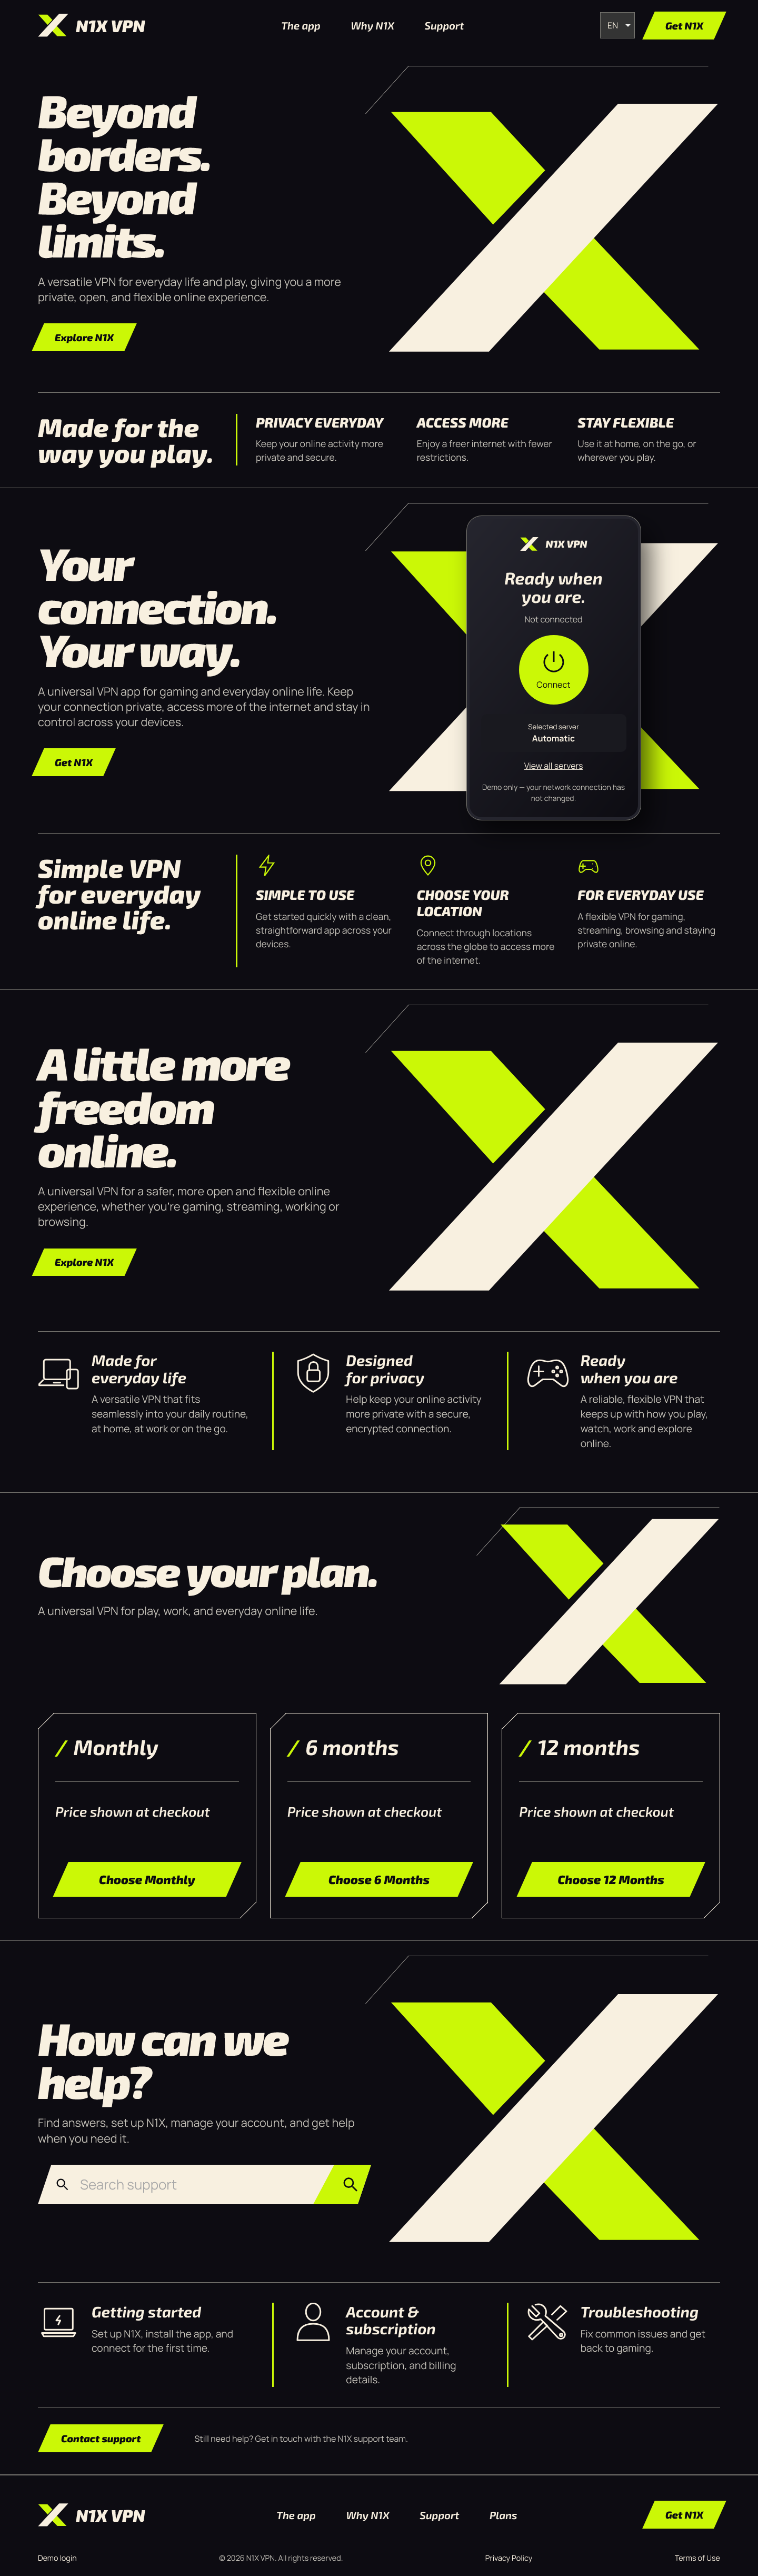 N1X VPN
The app
Why N1X
Support
EN
Get N1X
Beyond
borders.
Beyond
limits.
A versatile VPN for everyday life and play, giving you a more
private, open, and flexible online experience.
Explore N1X
Made for the
way you play.
PRIVACY EVERYDAY
Keep your online activity more
private and secure.
ACCESS MORE
Enjoy a freer internet with fewer
restrictions.
STAY FLEXIBLE
Use it at home, on the go, or
wherever you play.
Your
connection.
Your way.
A universal VPN app for gaming and everyday online life. Keep
your connection private, access more of the internet and stay in
control across your devices.
Get N1X
N1X VPN
Ready when
you are.
Not connected
Connect
Selected server
Automatic
View all servers
Demo only — your network connection has
not changed.
Simple VPN
for everyday
online life.
SIMPLE TO USE
Get started quickly with a clean,
straightforward app across your
devices.
CHOOSE YOUR
LOCATION
Connect through locations
across the globe to access more
of the internet.
FOR EVERYDAY USE
A flexible VPN for gaming,
streaming, browsing and staying
private online.
A little more
freedom
online.
A universal VPN for a safer, more open and flexible online
experience, whether you're gaming, streaming, working or
browsing.
Explore N1X
Made for
everyday life
A versatile VPN that fits
seamlessly into your daily routine,
at home, at work or on the go.
Designed
for privacy
Help keep your online activity
more private with a secure,
encrypted connection.
Ready
when you are
A reliable, flexible VPN that
keeps up with how you play,
watch, work and explore
online.
Choose your plan.
A universal VPN for play, work, and everyday online life.
/ Monthly
Price shown at checkout
Choose Monthly
/ 6 months
Price shown at checkout
Choose 6 Months
/ 12 months
Price shown at checkout
Choose 12 Months
How can we
help?
Find answers, set up N1X, manage your account, and get help
when you need it.
Search support
Getting started
Set up N1X, install the app, and
connect for the first time.
Account &
subscription
Manage your account,
subscription, and billing
details.
Troubleshooting
Fix common issues and get
back to gaming.
Contact support
Still need help? Get in touch with the N1X support team.
N1X VPN
The app
Why N1X
Support
Plans
Get N1X
Demo login
© 2026 N1X VPN. All rights reserved.
Privacy Policy
Terms of Use